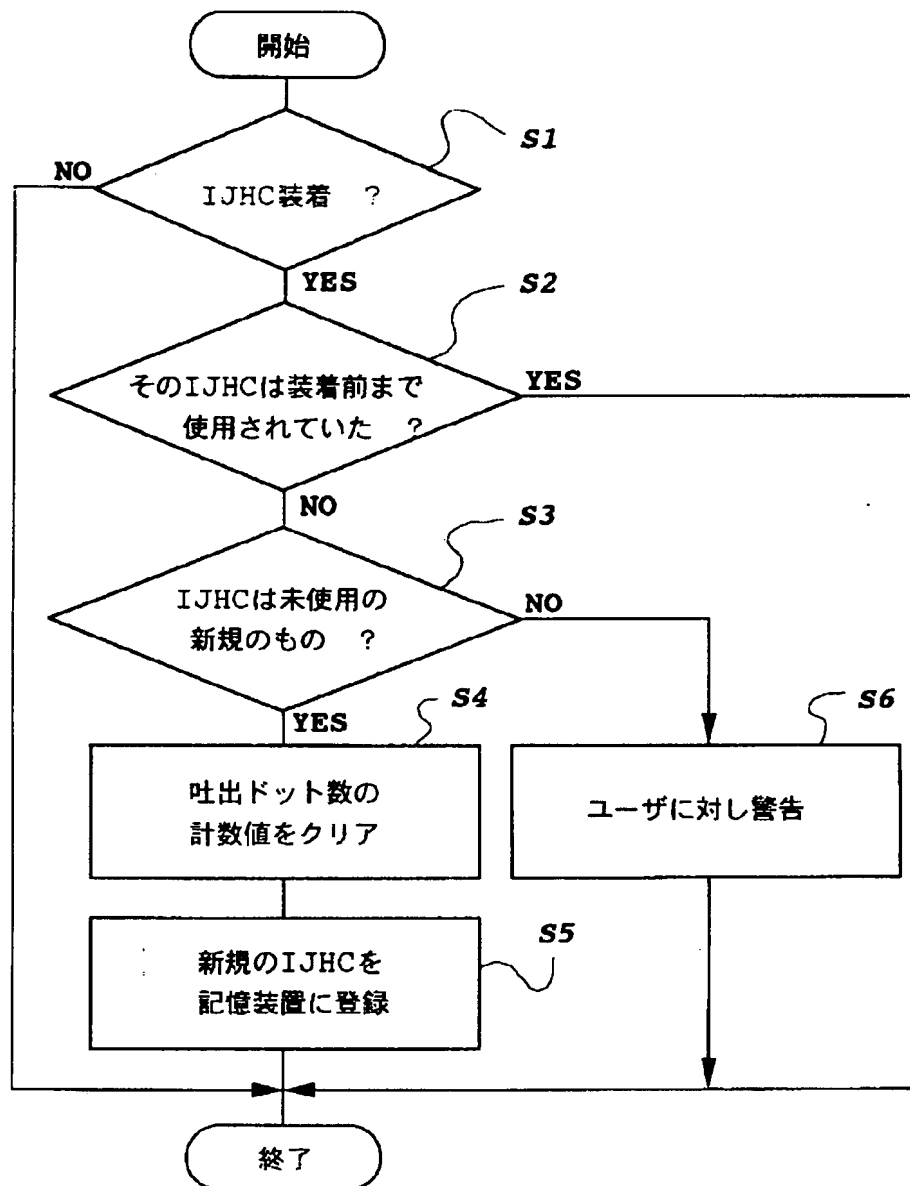 開始
S1
NO
IJHC装着 ?
YES
S2
そのIJHCは装着前まで
使用されていた ?
YES
NO
S3
IJHCは未使用の
新規のもの ?
NO
YES
S4
吐出ドット数の
計数値をクリア
S6
ユーザに対し警告
S5
新規のIJHCを
記憶装置に登録
終了